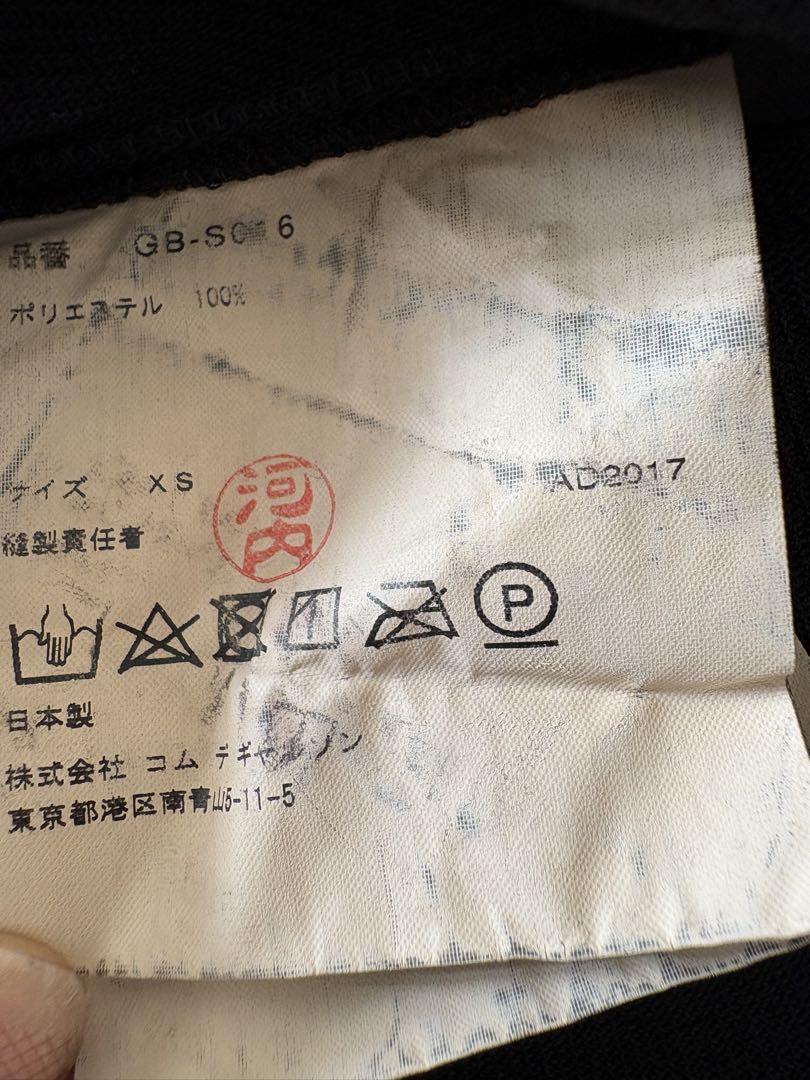 品番
ポリエステル 100%
サイズ XS
河内
AD2017
縫製責任者
P
日本製
株式会社 コム デギャルソン
東京都港区南青山5-11-5